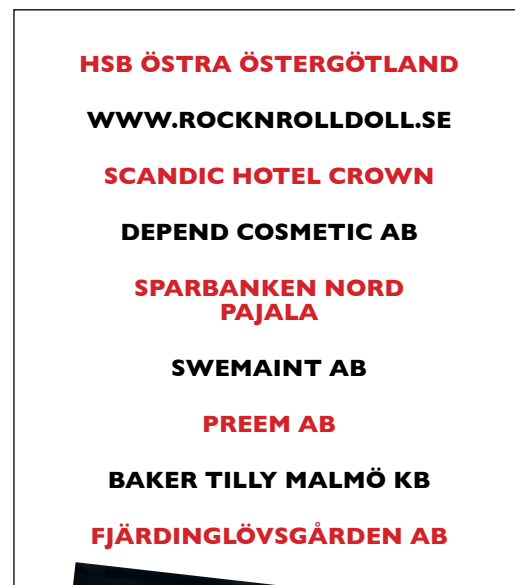 HSB ÖSTRA ÖSTERGÖTLAND
WWW.ROCKNROLLDOLL.SE
SCANDIC HOTEL CROWN
DEPEND COSMETIC AB
SPARBANKEN NORD
PAJALA
SWEMAINT AB
PREEM AB
BAKER TILLY MALMÖ KB
FJÄRDINGLÖVSGÅRDEN AB